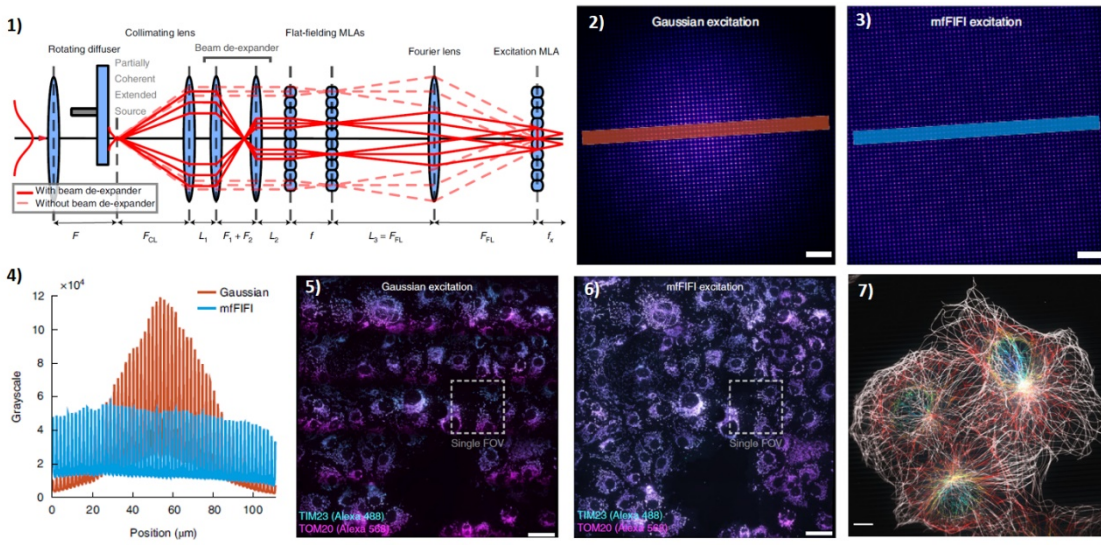 1)
Collimating lens
Flat-fielding MLAs
Rotating diffuser
Beam de-expander
Fourier lens
Excitation MLA
Partially
Coherent
Extended
Source
With beam de-expander
Without beam de-expander
F
F_CL
L_1
F_1 + F_2
L_2
f
L_3 = F_FL
F_FL
f_x
2)
Gaussian excitation
3)
mfFIFI excitation
4)
× 10^4
12
10
8
6
4
2
0
Grayscale
Gaussian
mfFIFI
0
20
40
60
80
100
Position (μm)
5)
Gaussian excitation
Single FOV
TIM23 (Alexa 488)
TOM20 (Alexa 568)
6)
mfFIFI excitation
Single FOV
TIM23 (Alexa 488)
TOM20 (Alexa 568)
7)